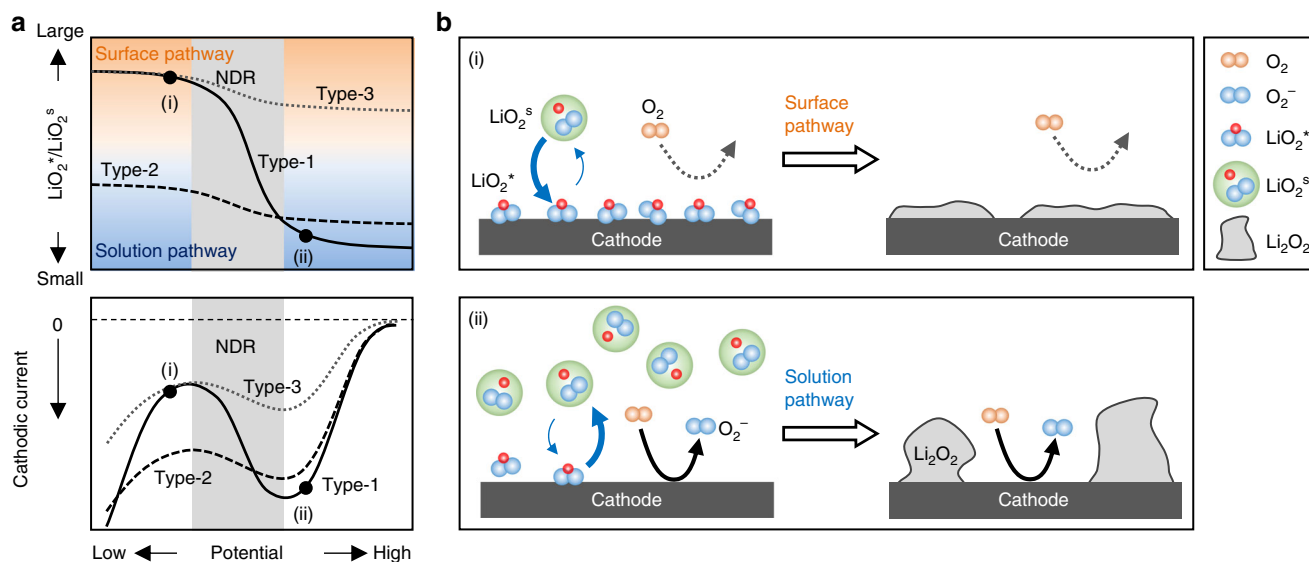 a
Large
Surface pathway
NDR
(i)
Type-3
LiO₂*/LiO₂ˢ
Type-2
Type-1
Solution pathway
(ii)
Small
0
Cathodic current
NDR
(i)
Type-3
Type-2
Type-1
(ii)
Low
Potential
High
b
(i)
LiO₂ˢ
O₂
LiO₂*
Cathode
Surface
pathway
Cathode
(ii)
O₂⁻
Cathode
Solution
pathway
Li₂O₂
Cathode
O₂
O₂⁻
LiO₂*
LiO₂ˢ
Li₂O₂